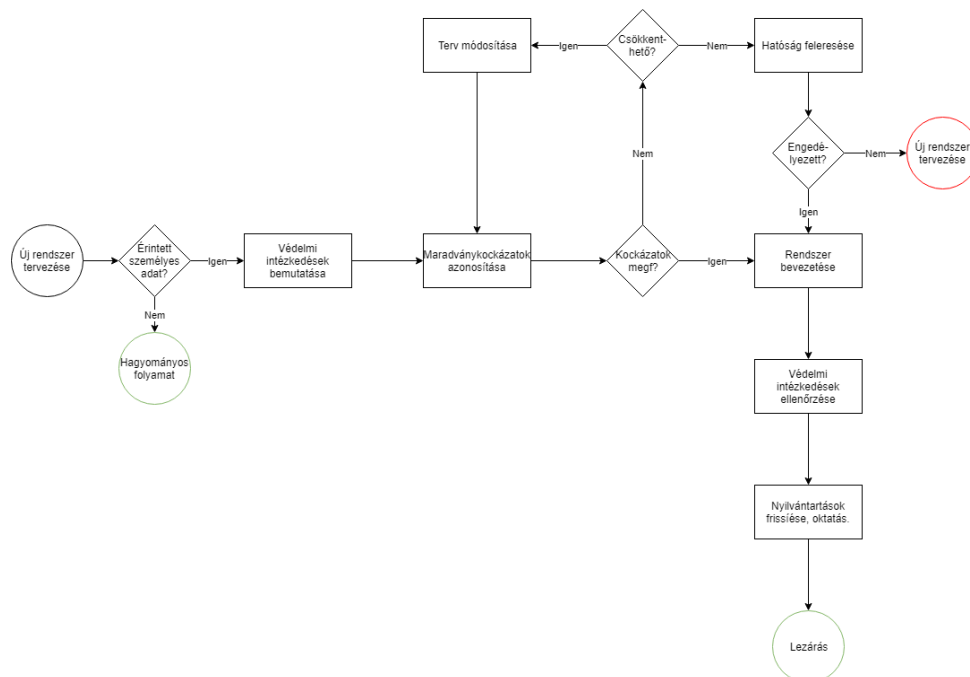 Terv módosítása
Igen
Csökkent-
hető?
Nem
Hatóság feleresése
Engedé-
lyezett?
Nem
Új rendszer
tervezése
Nem
Igen
Új rendszer
tervezése
Érintett
személyes
adat?
Igen
Védelmi
intézkedések
bemutatása
Maradványkockázatok
azonosítása
Kockázatok
megf?
Igen
Rendszer
bevezetése
Nem
Hagyományos
folyamat
Védelmi
intézkedések
ellenőrzése
Nyilvántartások
frissíése, oktatás.
Lezárás